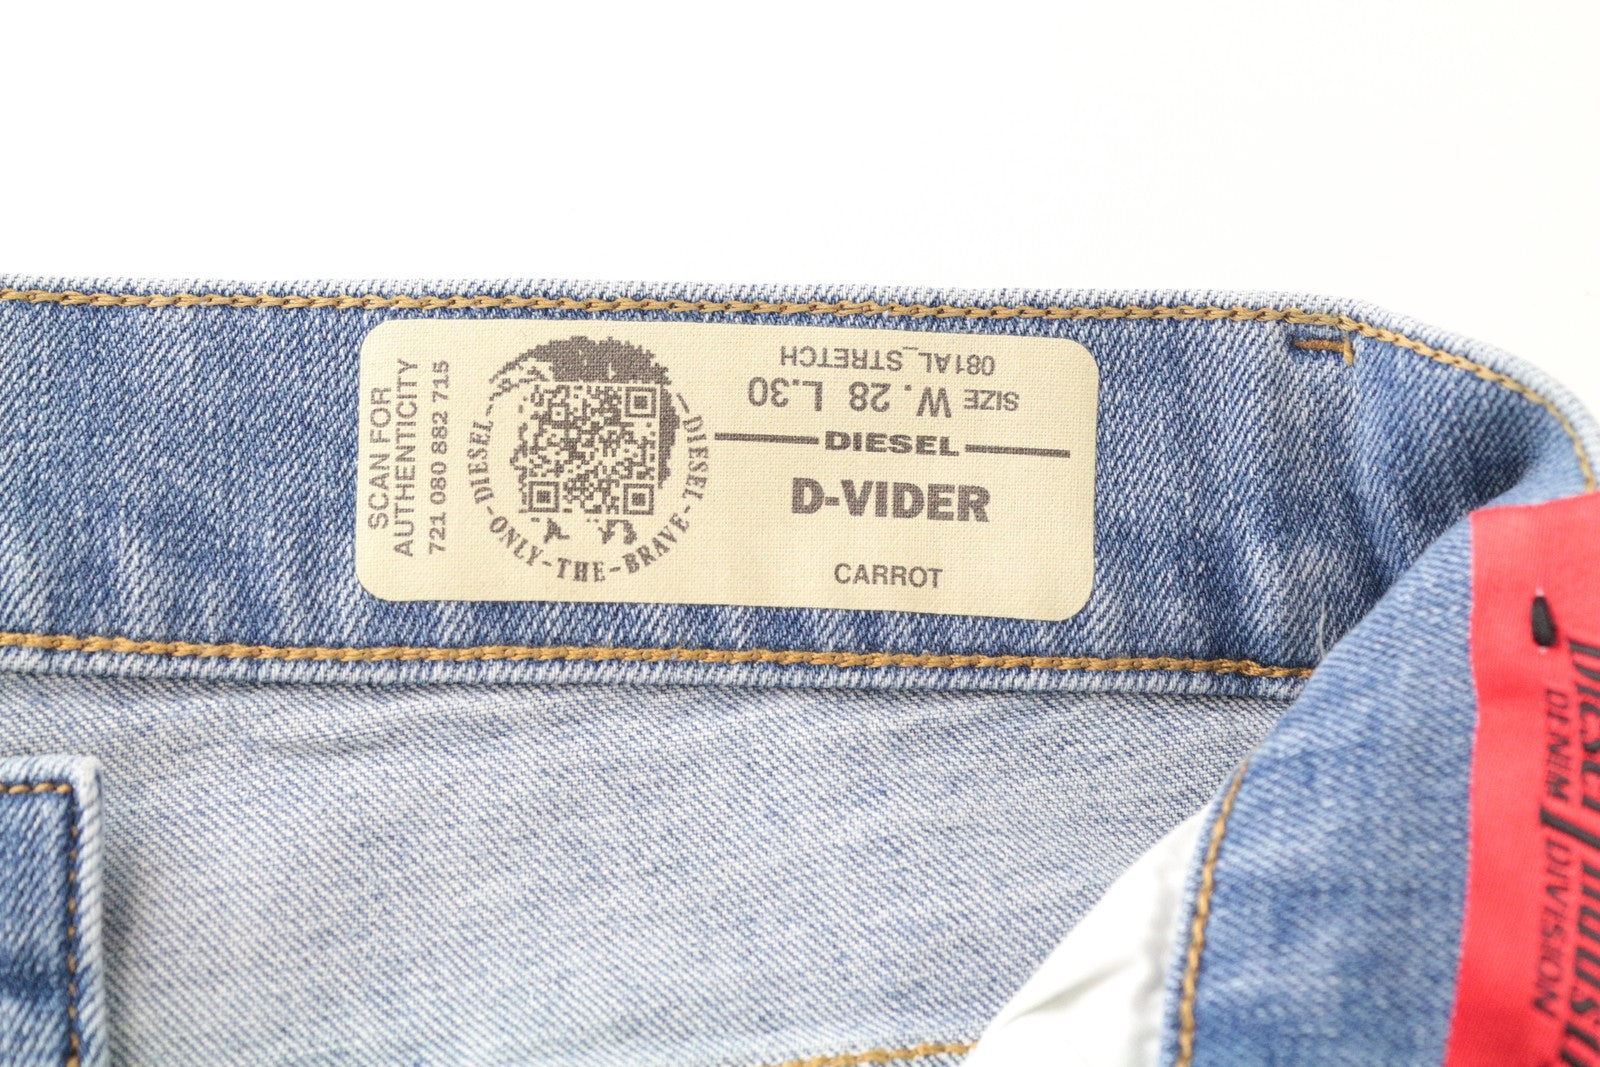 SCAN FOR
AUTHENTICITY
721 080 882 715
DIESEL-ONLY-THE-BRAVE-DIESEL
081AL_STRETCH
SIZE W. 28 L.30
DIESEL
D-VIDER
CARROT
Diesel
DENIM DIVISION